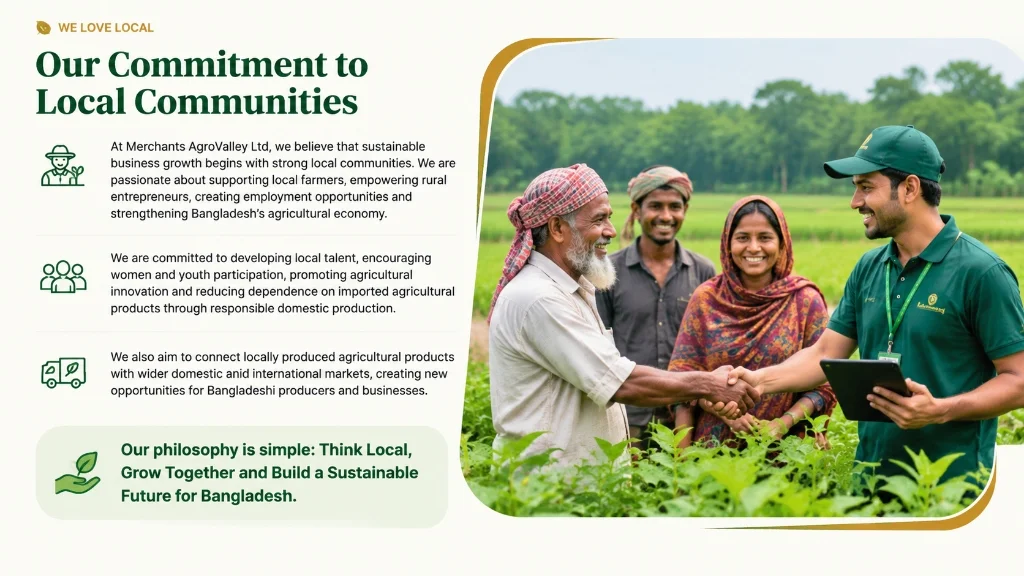 WE LOVE LOCAL
Our Commitment to
Local Communities
At Merchants AgroValley Ltd, we believe that sustainable
business growth begins with strong local communities. We are
passionate about supporting local farmers, empowering rural
entrepreneurs, creating employment opportunities and
strengthening Bangladesh's agricultural economy.
We are committed to developing local talent, encouraging
women and youth participation, promoting agricultural
innovation and reducing dependence on imported agricultural
products through responsible domestic production.
We also aim to connect locally produced agricultural products
with wider domestic anid international markets, creating new
opportunities for Bangladeshi producers and businesses.
Our philosophy is simple: Think Local,
Grow Together and Build a Sustainable
Future for Bangladesh.